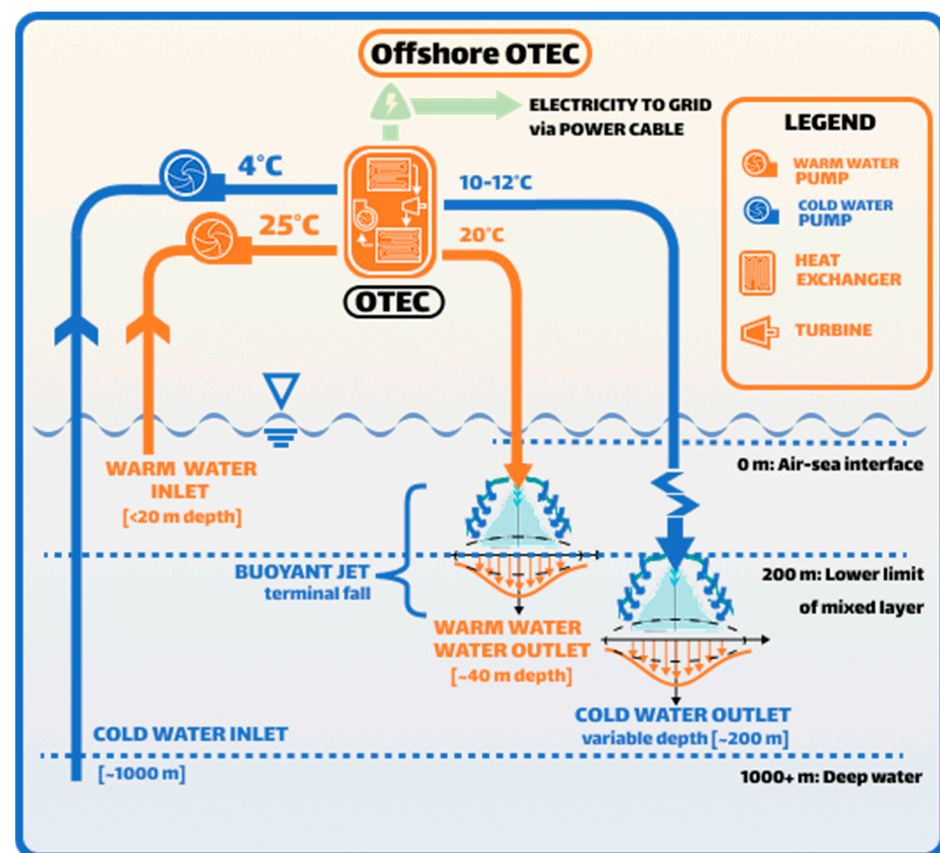 Offshore OTEC
ELECTRICITY TO GRID
via POWER CABLE
LEGEND
WARM WATER
PUMP
COLD WATER
PUMP
HEAT
EXCHANGER
TURBINE
4°C
25°C
10-12°C
20°C
OTEC
WARM WATER
INLET
[<20 m depth]
0 m: Air-sea interface
BUOYANT JET
terminal fall
200 m: Lower limit
of mixed layer
WARM WATER
WATER OUTLET
[~40 m depth]
COLD WATER OUTLET
variable depth [~200 m]
COLD WATER INLET
[~1000 m]
1000+ m: Deep water